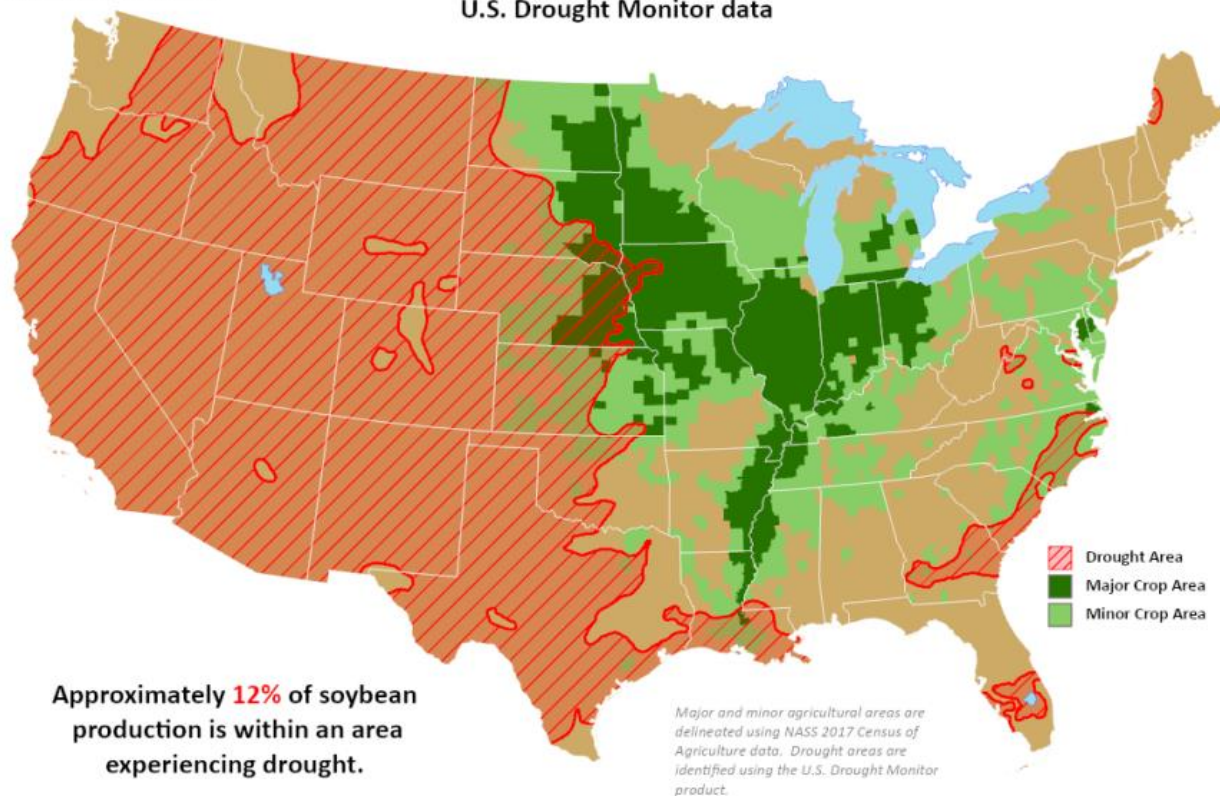 U.S. Drought Monitor data
Drought Area
Major Crop Area
Minor Crop Area
Approximately 12% of soybean
production is within an area
experiencing drought.
Major and minor agricultural areas are
delineated using NASS 2017 Census of
Agriculture data. Drought areas are
identified using the U.S. Drought Monitor
product.